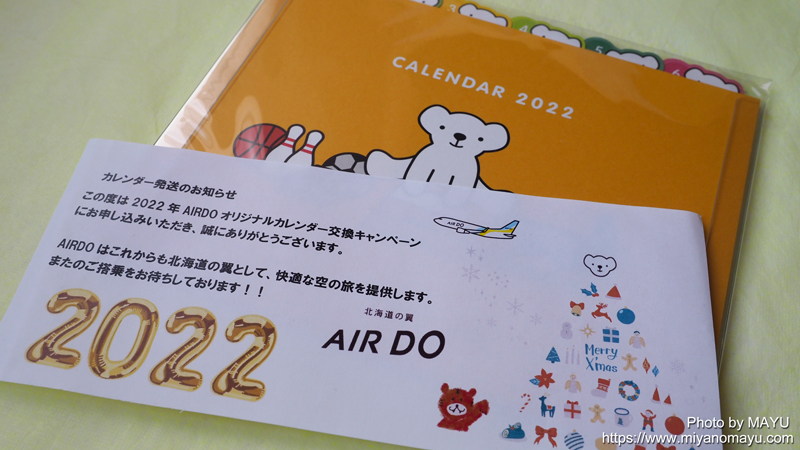 3
4
5
6
CALENDAR 2022
カレンダー発送のお知らせ
この度は 2022 年 AIRDO オリジナルカレンダー交換キャンペーン
にお申し込みいただき、誠にありがとうございます。
AIRDO はこれからも北海道の翼として、快適な空の旅を提供します。
またのご搭乗をお待ちしております！！
2022
北海道の翼
AIR DO
AIR DO
Merry
X'mas
Photo by MAYU
https://www.miyanomayu.com/